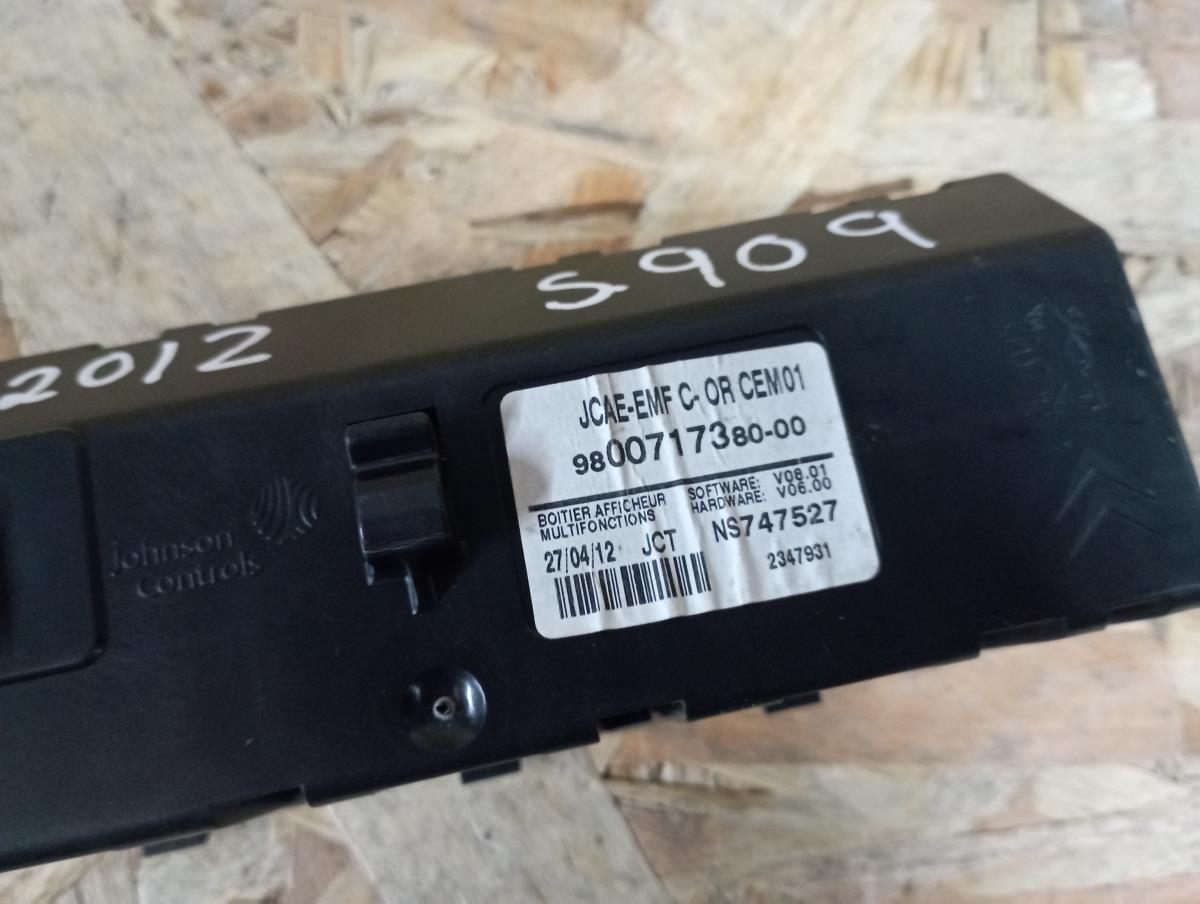 2012
S909
johnson
controls
JCAE-EMF C- OR CEM01
9800717380-00
BOITIER AFFICHEUR
MULTIFONCTIONS
SOFTWARE: V08.01
HARDWARE: V06.00
27/04/12 JCT NS747527
2347931